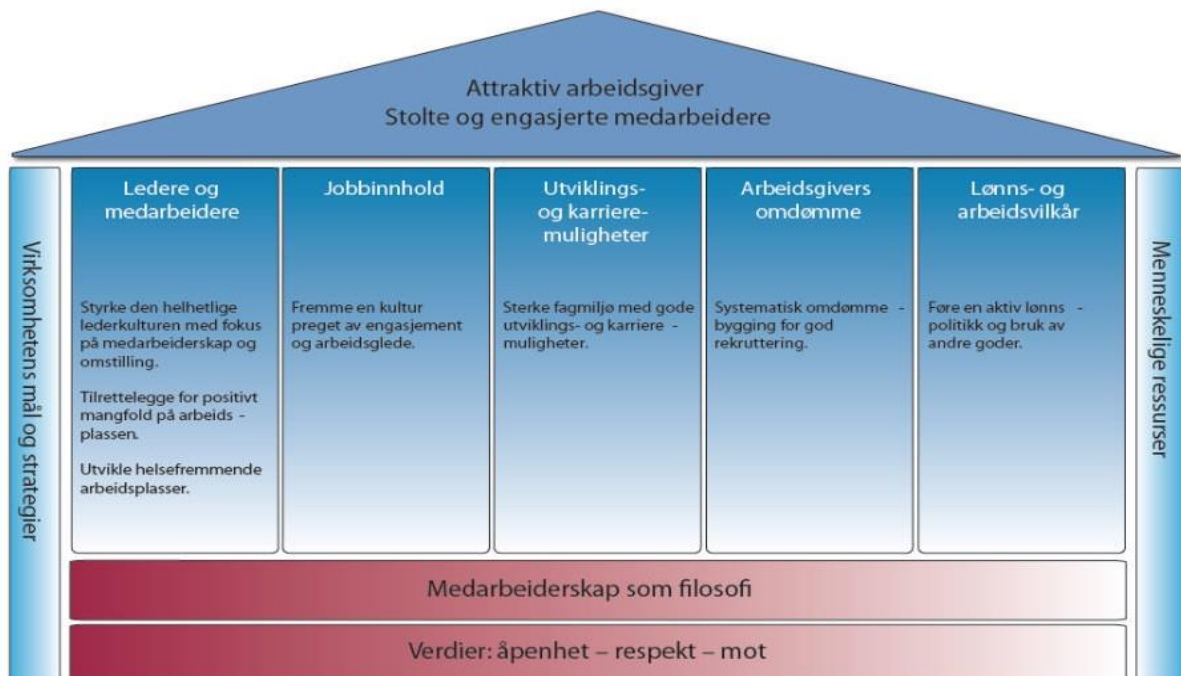 Attraktiv arbeidsgiver
Stolte og engasjerte medarbeidere
Virksomhetens mål og strategier
Ledere og
medarbeidere
Styrke den helhetlige
lederkulturen med fokus
på medarbeiderskap og
omstilling.
Tilrettelegge for positivt
mangfold på arbeids -
plassen.
Utvikle helsefremmende
arbeidsplasser.
Jobbinnhold
Fremme en kultur
preget av engasjement
og arbeidsglede.
Utviklings-
og karriere-
muligheter
Sterke fagmiljø med gode
utviklings- og karriere -
muligheter.
Arbeidsgivers
omdømme
Systematisk omdømme -
bygging for god
rekruttering.
Lønns- og
arbeidsvilkår
Føre en aktiv lønns -
politikk og bruk av
andre goder.
Menneskelige ressurser
Medarbeiderskap som filosofi
Verdier: åpenhet – respekt – mot